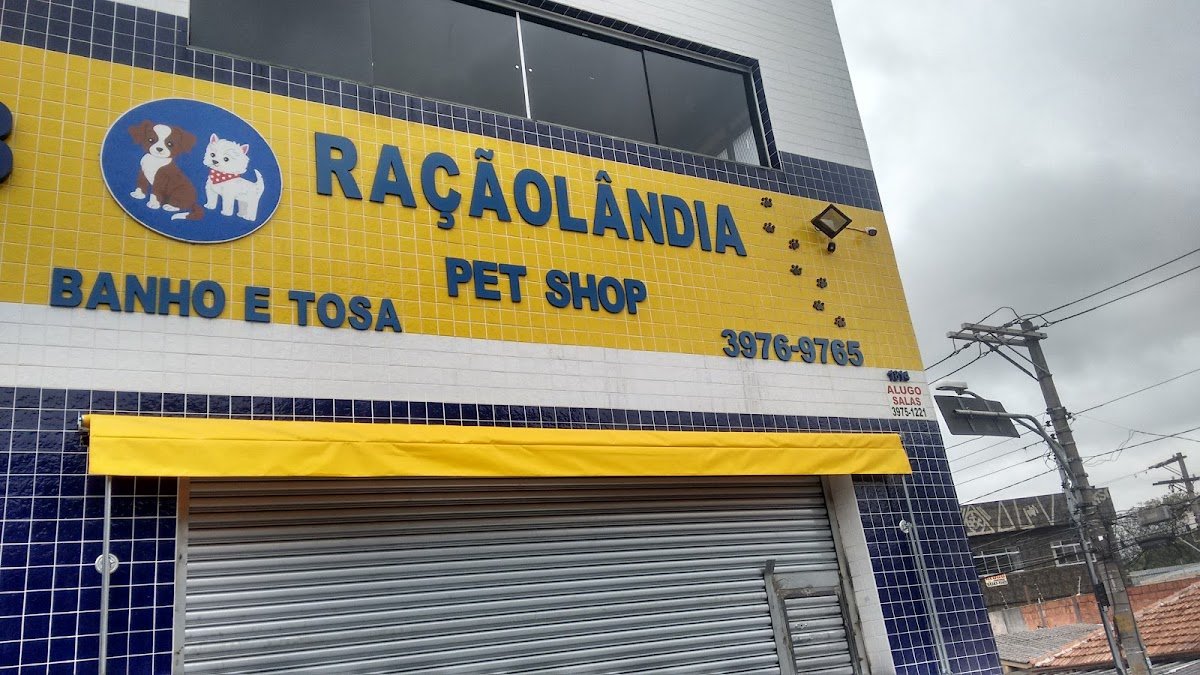 RAÇÃOLÂNDIA
PET SHOP
BANHO E TOSA
3976-9765
ALUGO
SALAS
3975-1221